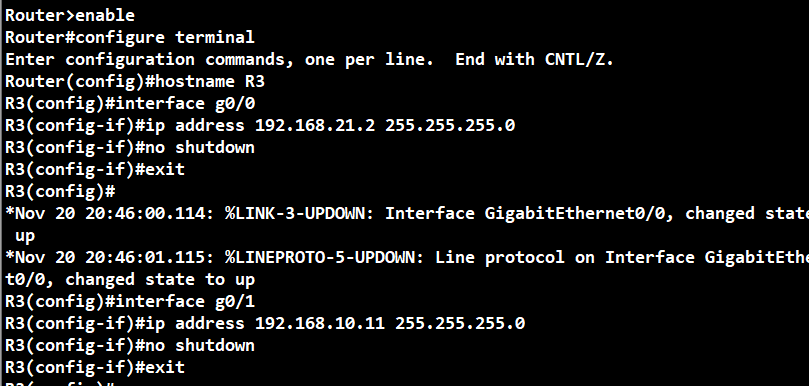 Router>enable
Router#configure terminal
Enter configuration commands, one per line.  End with CNTL/Z.
Router(config)#hostname R3
R3(config)#interface g0/0
R3(config-if)#ip address 192.168.21.2 255.255.255.0
R3(config-if)#no shutdown
R3(config-if)#exit
R3(config)#
*Nov 20 20:46:00.114: %LINK-3-UPDOWN: Interface GigabitEthernet0/0, changed state
 up
*Nov 20 20:46:01.115: %LINEPROTO-5-UPDOWN: Line protocol on Interface GigabitEthe
t0/0, changed state to up
R3(config)#interface g0/1
R3(config-if)#ip address 192.168.10.11 255.255.255.0
R3(config-if)#no shutdown
R3(config-if)#exit
R3(config)#